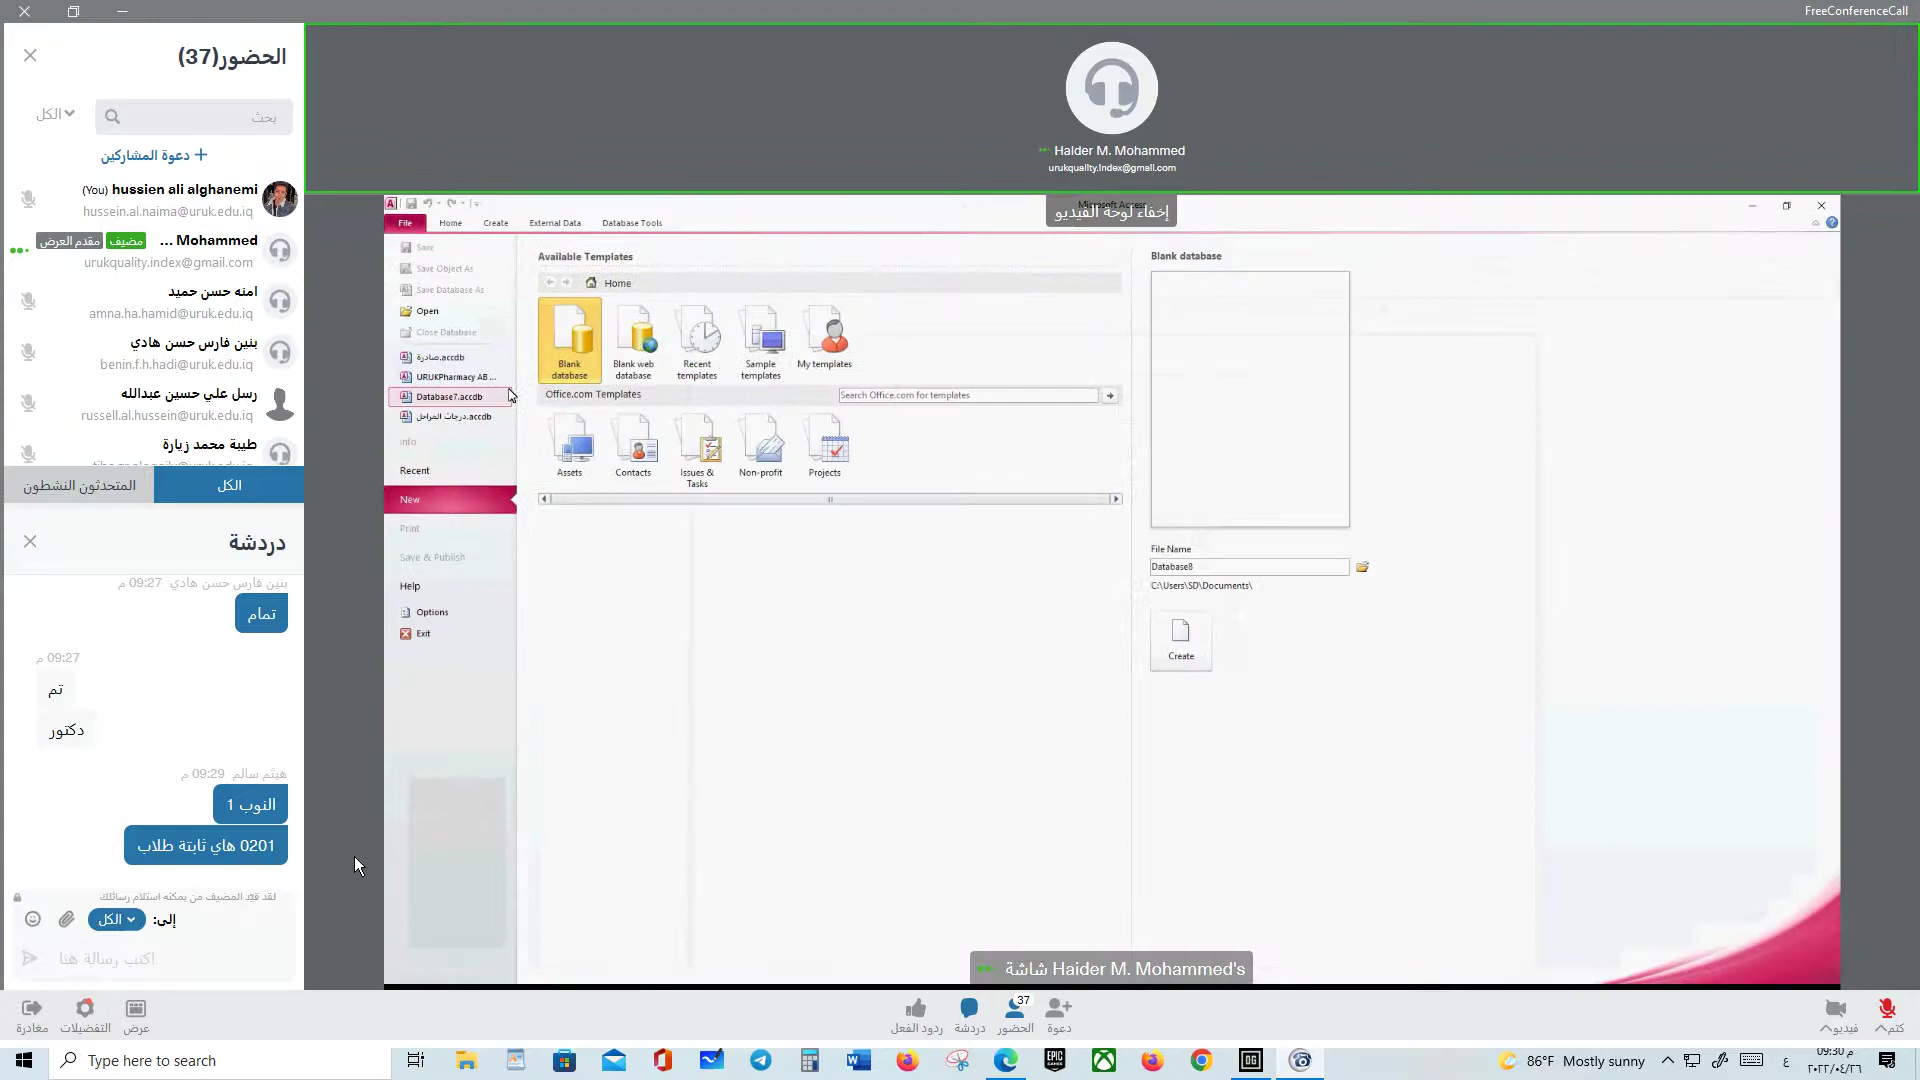 FreeConferenceCall
الحضور(37)
الكل
بحث
دعوة المشاركين +
hussien ali alghanemi (You)
hussein.al.naima@uruk.edu.iq
Mohammed ... مضيف مقدم العرض
urukquality.index@gmail.com
امنه حسن حميد
amna.ha.hamid@uruk.edu.iq
بنين فارس حسن هادي
benin.f.h.hadi@uruk.edu.iq
رسل علي حسين عبدالله
russell.al.hussein@uruk.edu.iq
طيبة محمد زيارة
الكل
المتحدثون النشطون
دردشة
بنين فارس حسن هادي 09:27 م
تمام
09:27 م
تم
دكتور
هيثم سالم 09:29 م
النوب 1
0201 هاي ثابتة طلاب
لقد قيّد المضيف من يمكنه استلام رسائلك
إلى: الكل
اكتب رسالة هنا
Haider M. Mohammed
urukquality.index@gmail.com
إخفاء لوحة الفيديو
File Home Create External Data Database Tools
Save
Save Object As
Save Database As
Open
Close Database
صادرة.accdb
URUKPharmacy AB ...
Database7.accdb
درجات المراحل.accdb
Info
Recent
New
Print
Save & Publish
Help
Options
Exit
Available Templates
Home
Blank database
Blank web database
Recent templates
Sample templates
My templates
Office.com Templates
Search Office.com for templates
Assets
Contacts
Issues & Tasks
Non-profit
Projects
Blank database
File Name
Database8
C:\Users\SD\Documents\
Create
شاشة Haider M. Mohammed's
مغادرة
التفضيلات
عرض
ردود الفعل
دردشة
37
الحضور
دعوة
فيديو
كتم
Type here to search
86°F Mostly sunny
ع
09:30 م
٢٠٢٢/٠٤/٢٦